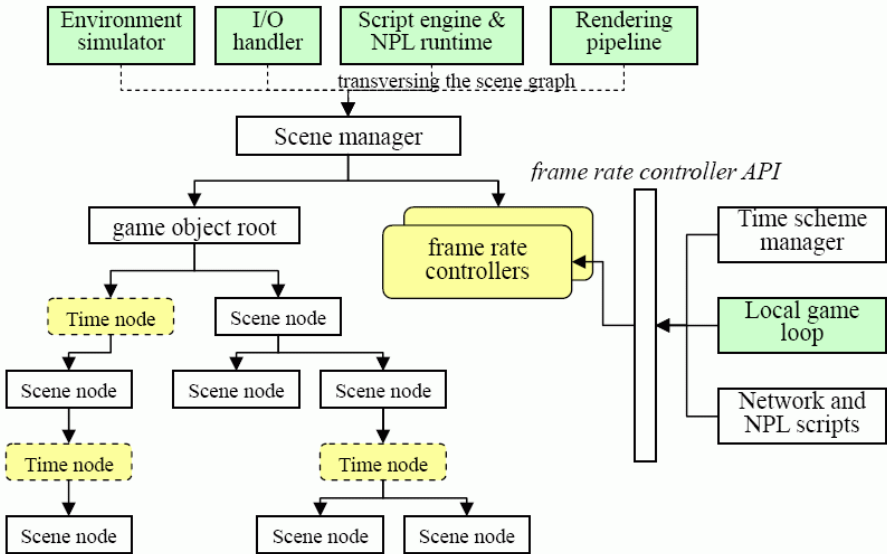 Environment
simulator
I/O
handler
Script engine &
NPL runtime
Rendering
pipeline
transversing the scene graph
Scene manager
frame rate controller API
game object root
frame rate
controllers
Time scheme
manager
Time node
Scene node
Local game
loop
Scene node
Scene node
Scene node
Network and
NPL scripts
Time node
Time node
Scene node
Scene node
Scene node